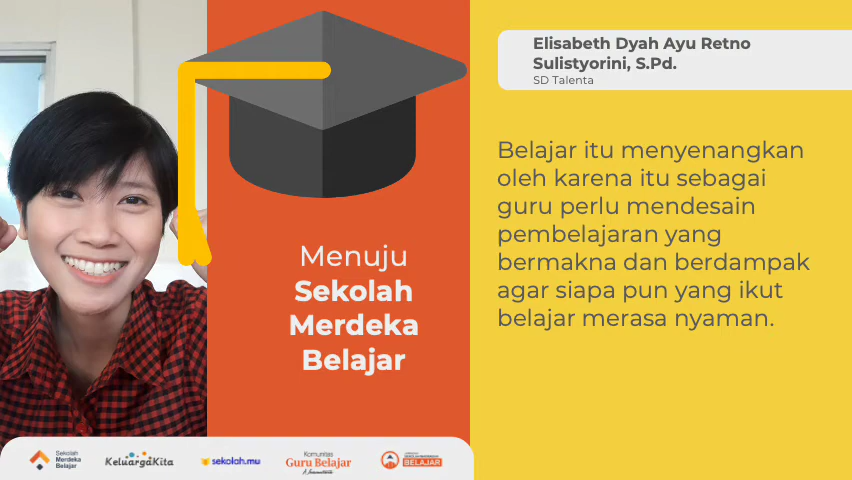 Elisabeth Dyah Ayu Retno
Sulistyorini, S.Pd.
SD Talenta
Belajar itu menyenangkan
oleh karena itu sebagai
guru perlu mendesain
pembelajaran yang
bermakna dan berdampak
agar siapa pun yang ikut
belajar merasa nyaman.
Menuju
Sekolah
Merdeka
Belajar
Sekolah
Merdeka
Belajar
KeluargaKita
sekolah.mu
Komunitas
Guru Belajar
BELAJAR